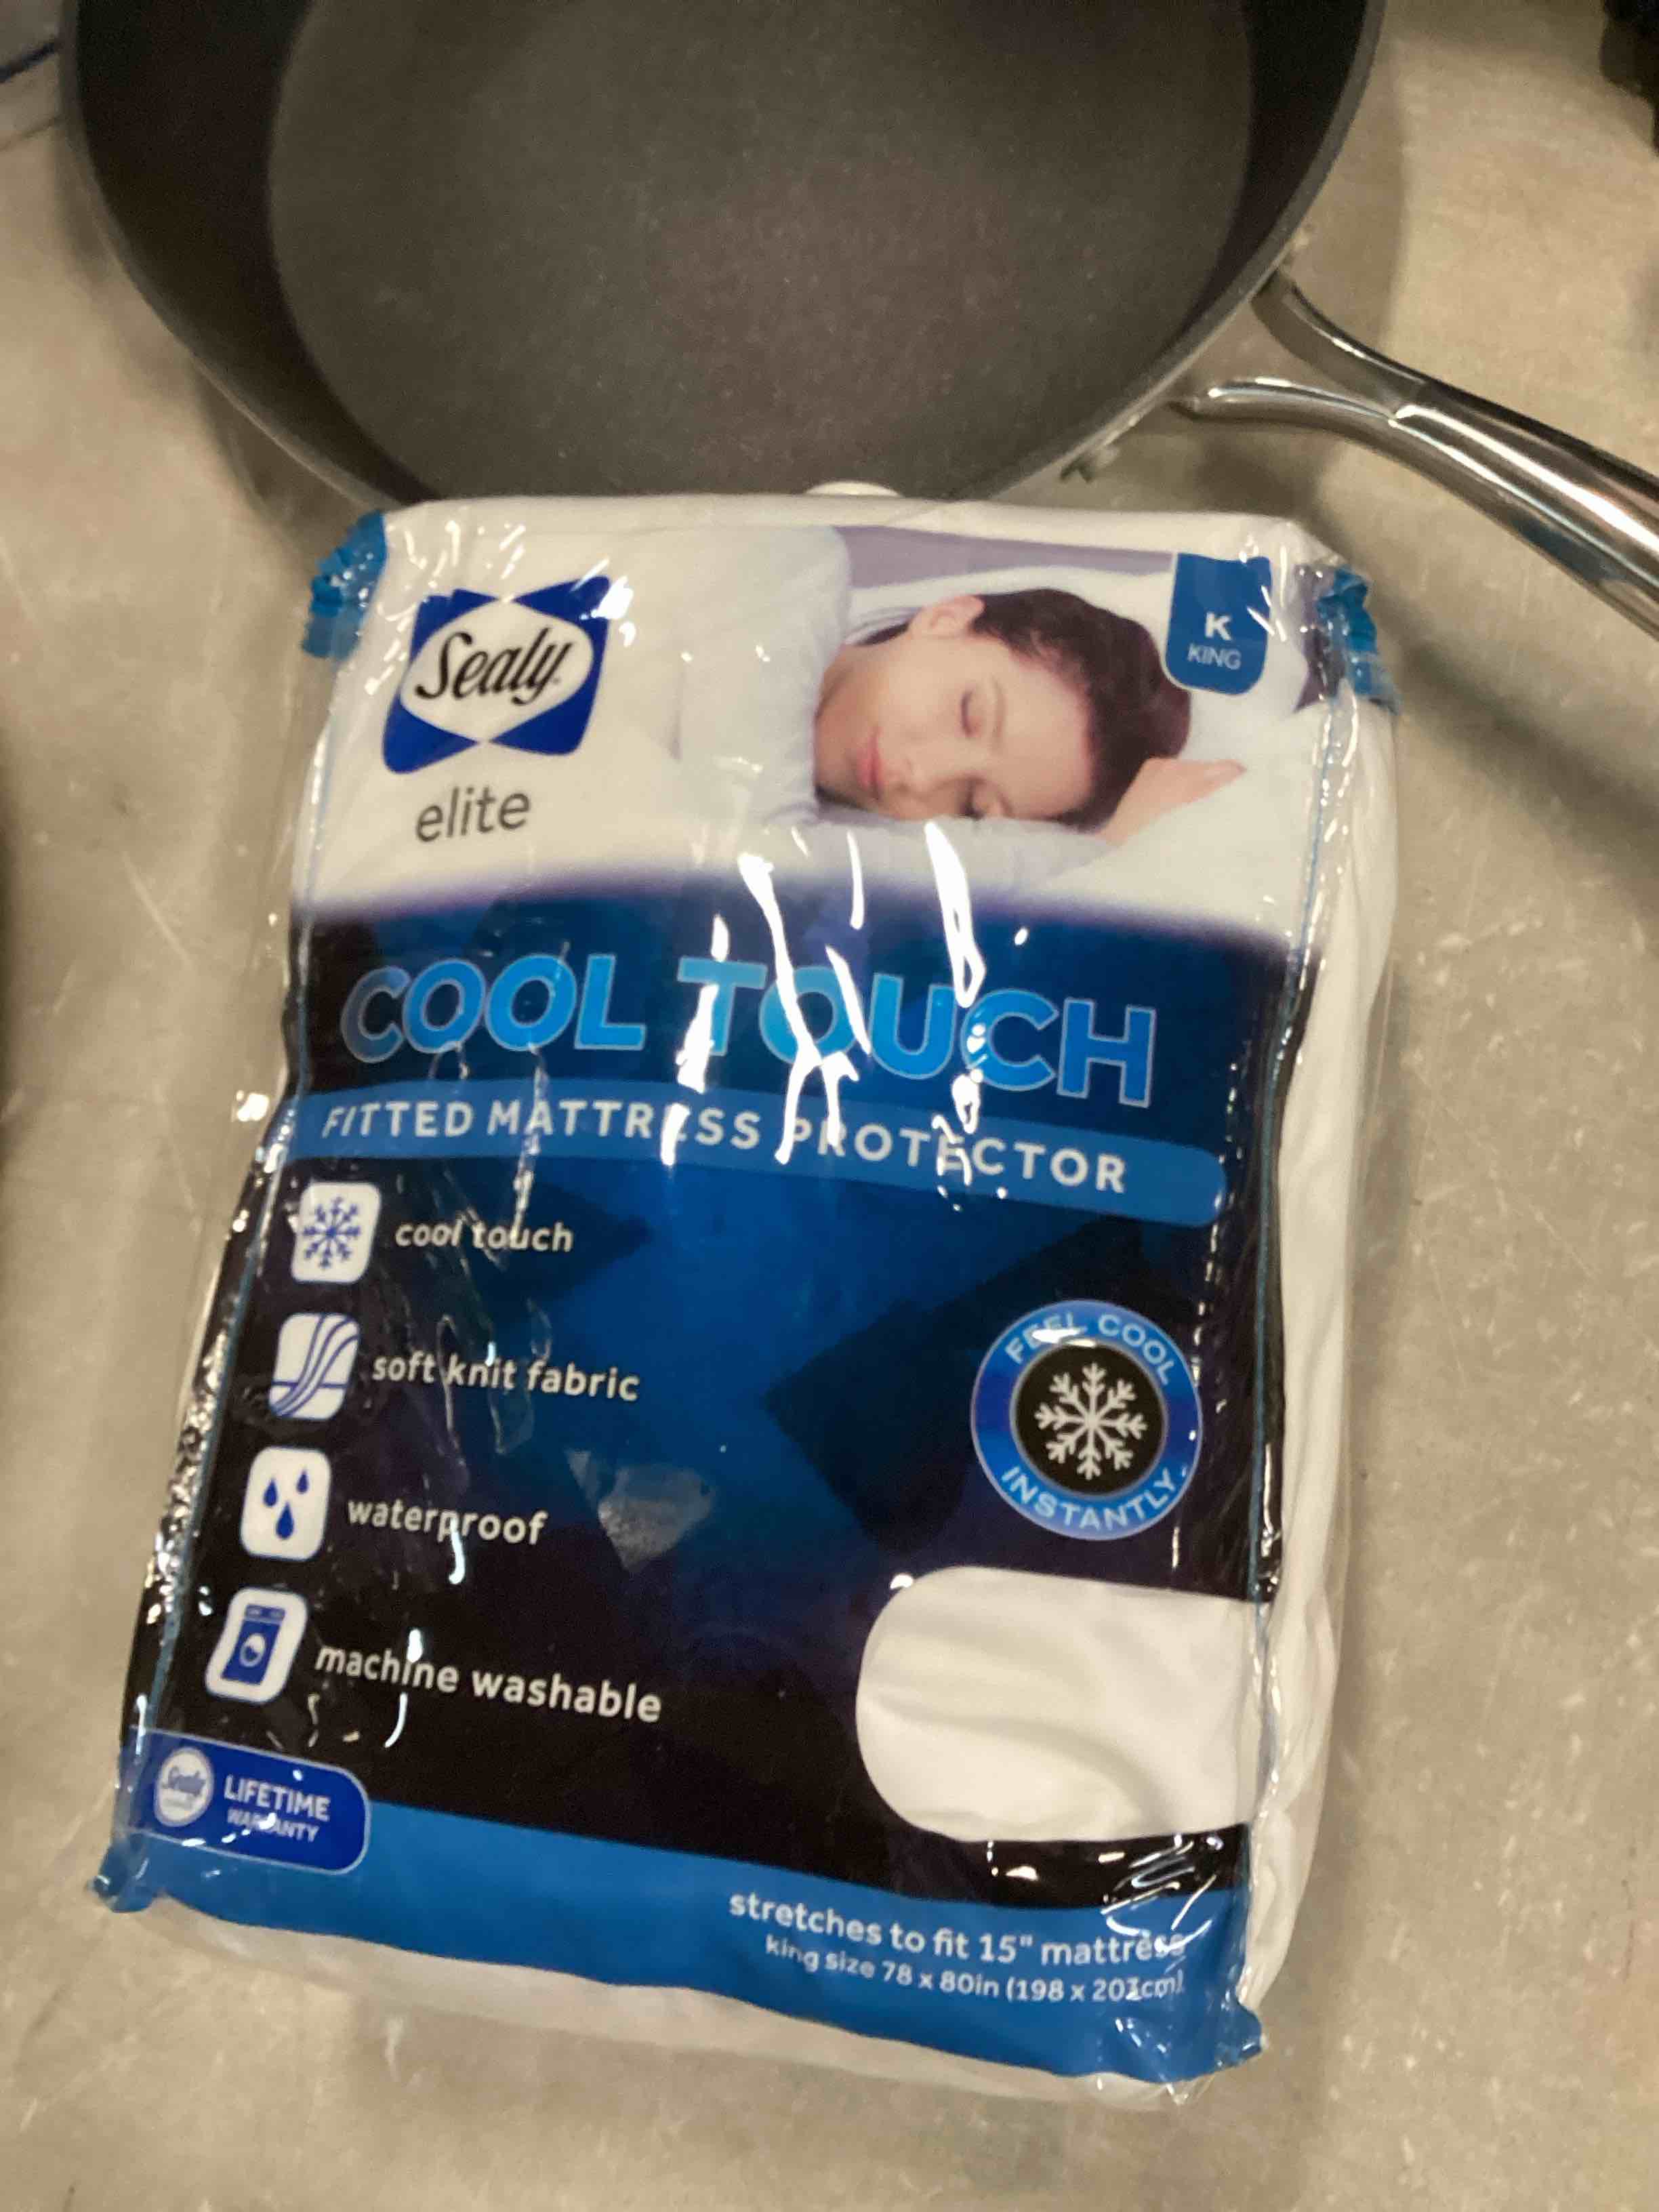 Sealy
elite
K
KING
COOL TOUCH
FITTED MATTRESS PROTECTOR
cool touch
soft knit fabric
waterproof
machine washable
FEEL COOL
INSTANTLY
Sealy
LIFETIME
WARRANTY
stretches to fit 15" mattress
king size 78 x 80in (198 x 203cm)